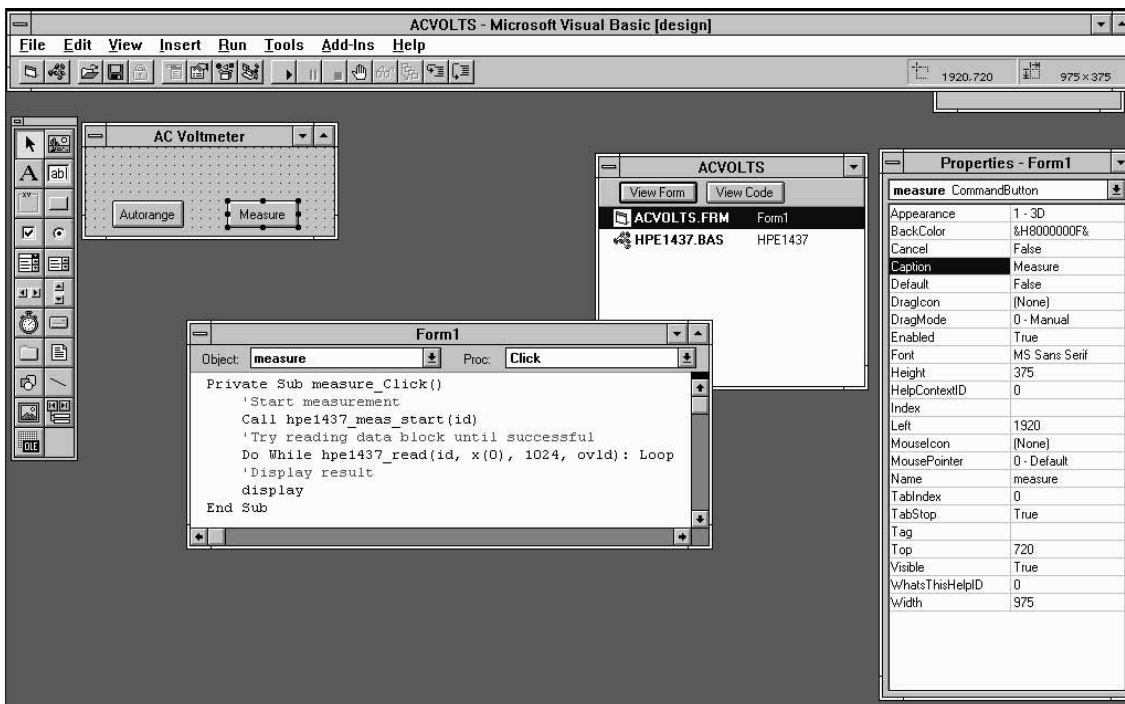 ACVOLTS - Microsoft Visual Basic [design]
File Edit View Insert Run Tools Add-Ins Help
1920,720 975 × 375
AC Voltmeter
A ab|
XY
Autorange Measure
OLE
ACVOLTS
View Form View Code
ACVOLTS.FRM Form1
HPE1437.BAS HPE1437
Form1
Object: measure Proc: Click
Private Sub measure_Click()
'Start measurement
Call hpe1437_meas_start(id)
'Try reading data block until successful
Do While hpe1437_read(id, x(0), 1024, ovld): Loop
'Display result
display
End Sub
Properties - Form1
measure CommandButton
Appearance 1 - 3D
BackColor &H8000000F&
Cancel False
Caption Measure
Default False
DragIcon (None)
DragMode 0 - Manual
Enabled True
Font MS Sans Serif
Height 375
HelpContextID 0
Index
Left 1920
MouseIcon (None)
MousePointer 0 - Default
Name measure
TabIndex 0
TabStop True
Tag
Top 720
Visible True
WhatsThisHelpID 0
Width 975